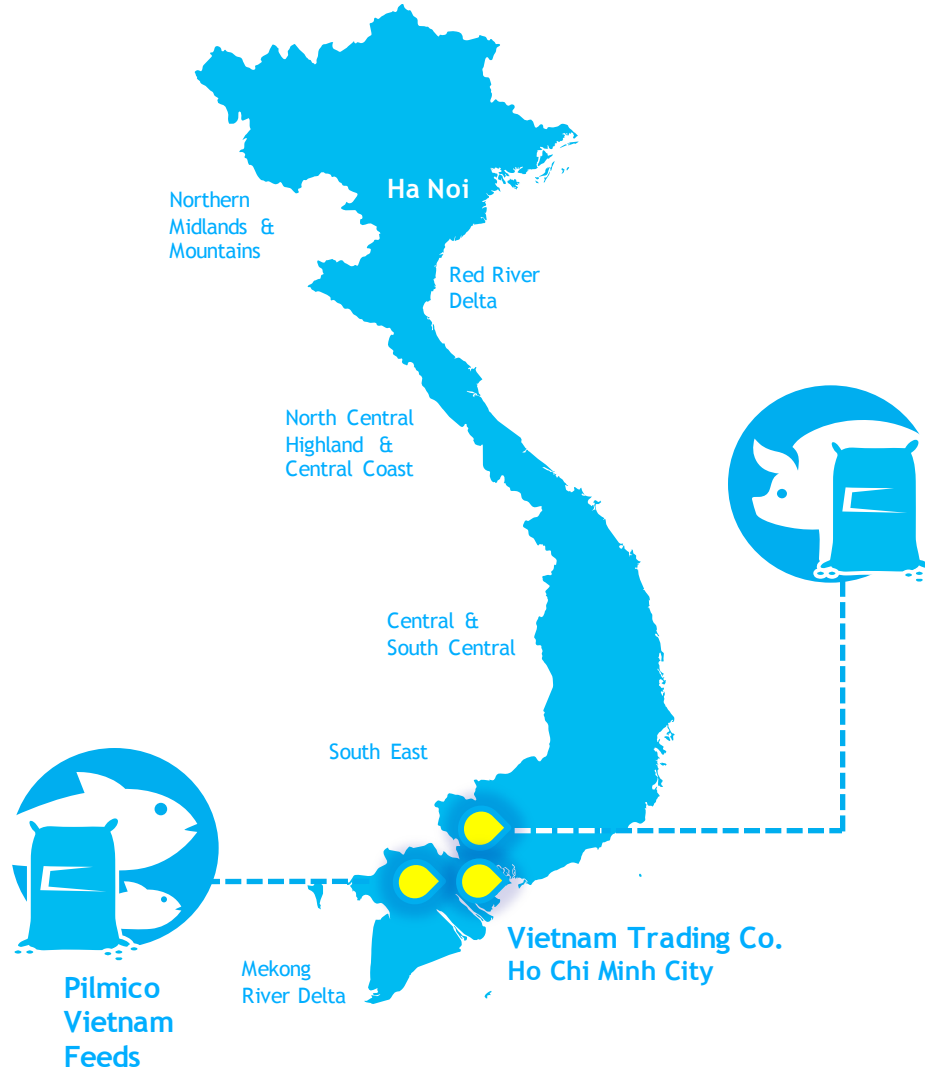 Ha Noi
Northern
Midlands &
Mountains
Red River
Delta
North Central
Highland &
Central Coast
Central &
South Central
South East
Vietnam Trading Co.
Ho Chi Minh City
Mekong
River Delta
Pilmico
Vietnam
Feeds